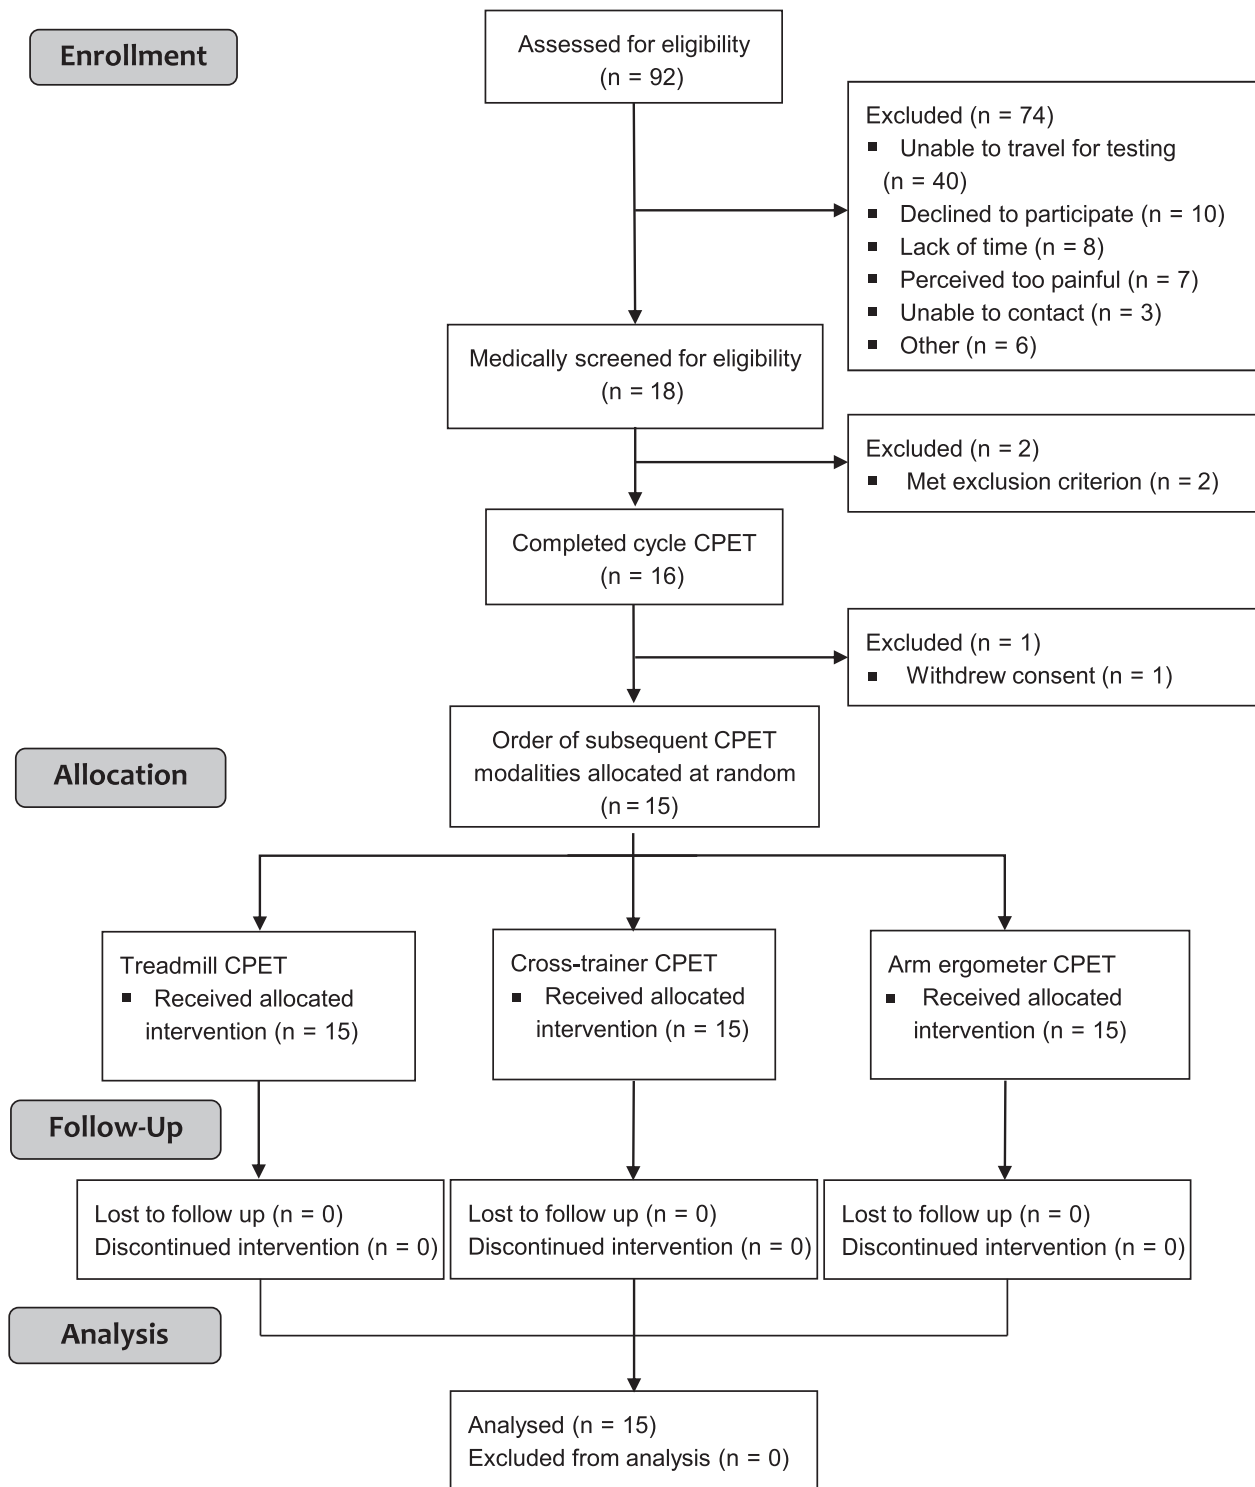 Enrollment
Assessed for eligibility
(n = 92)
Excluded (n = 74)
▪ Unable to travel for testing
(n = 40)
▪ Declined to participate (n = 10)
▪ Lack of time (n = 8)
▪ Perceived too painful (n = 7)
▪ Unable to contact (n = 3)
▪ Other (n = 6)
Medically screened for eligibility
(n = 18)
Excluded (n = 2)
▪ Met exclusion criterion (n = 2)
Completed cycle CPET
(n = 16)
Excluded (n = 1)
▪ Withdrew consent (n = 1)
Allocation
Order of subsequent CPET
modalities allocated at random
(n = 15)
Treadmill CPET
▪ Received allocated
intervention (n = 15)
Cross-trainer CPET
▪ Received allocated
intervention (n = 15)
Arm ergometer CPET
▪ Received allocated
intervention (n = 15)
Follow-Up
Lost to follow up (n = 0)
Discontinued intervention (n = 0)
Lost to follow up (n = 0)
Discontinued intervention (n = 0)
Lost to follow up (n = 0)
Discontinued intervention (n = 0)
Analysis
Analysed (n = 15)
Excluded from analysis (n = 0)